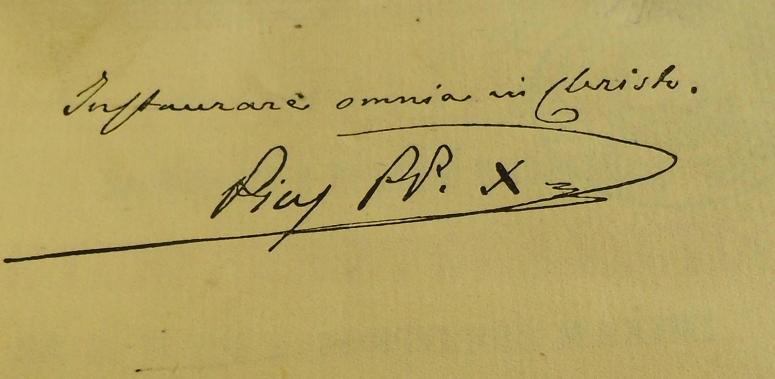 Instaurare omnia in Christo.
Pius PP. X